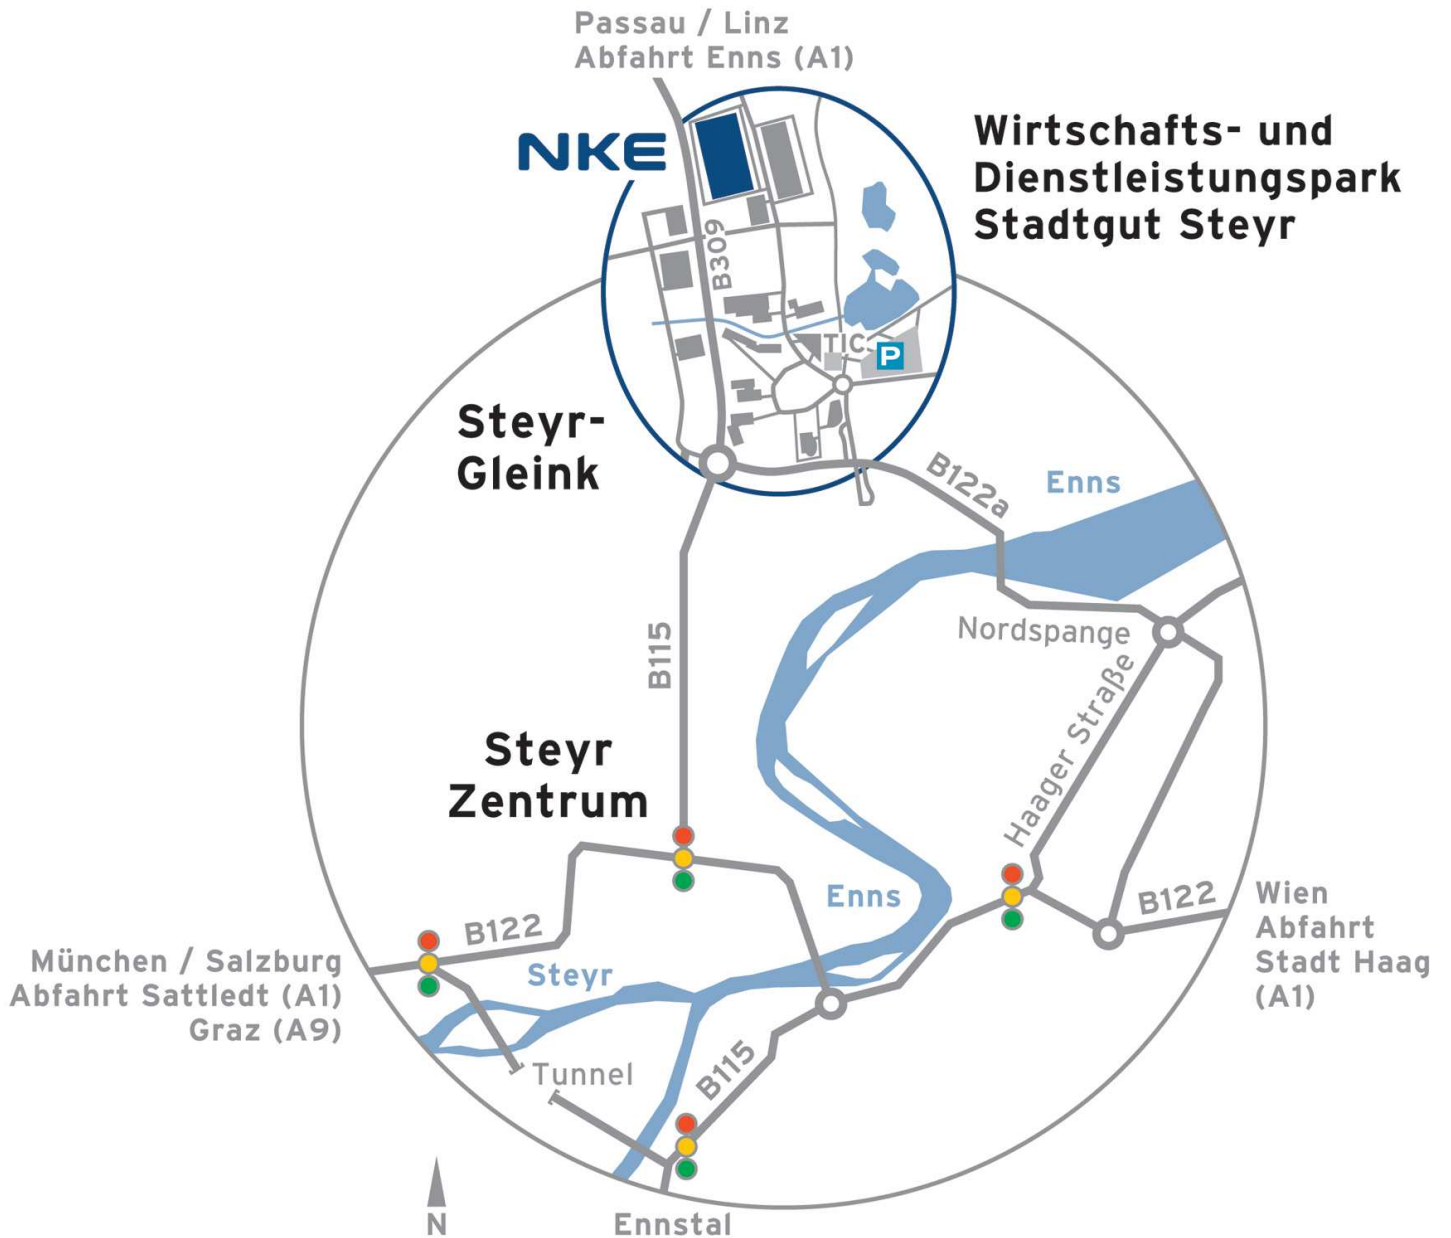 Passau / Linz
Abfahrt Enns (A1)
NKE
Wirtschafts- und
Dienstleistungspark
Stadtgut Steyr
B309
TIC
P
Steyr-
Gleink
B122a
Enns
B115
Nordspange
Haager Straße
Steyr
Zentrum
Enns
B122
B122
Wien
Abfahrt
Stadt Haag
(A1)
München / Salzburg
Abfahrt Sattledt (A1)
Graz (A9)
Steyr
Tunnel
B115
N
Ennstal